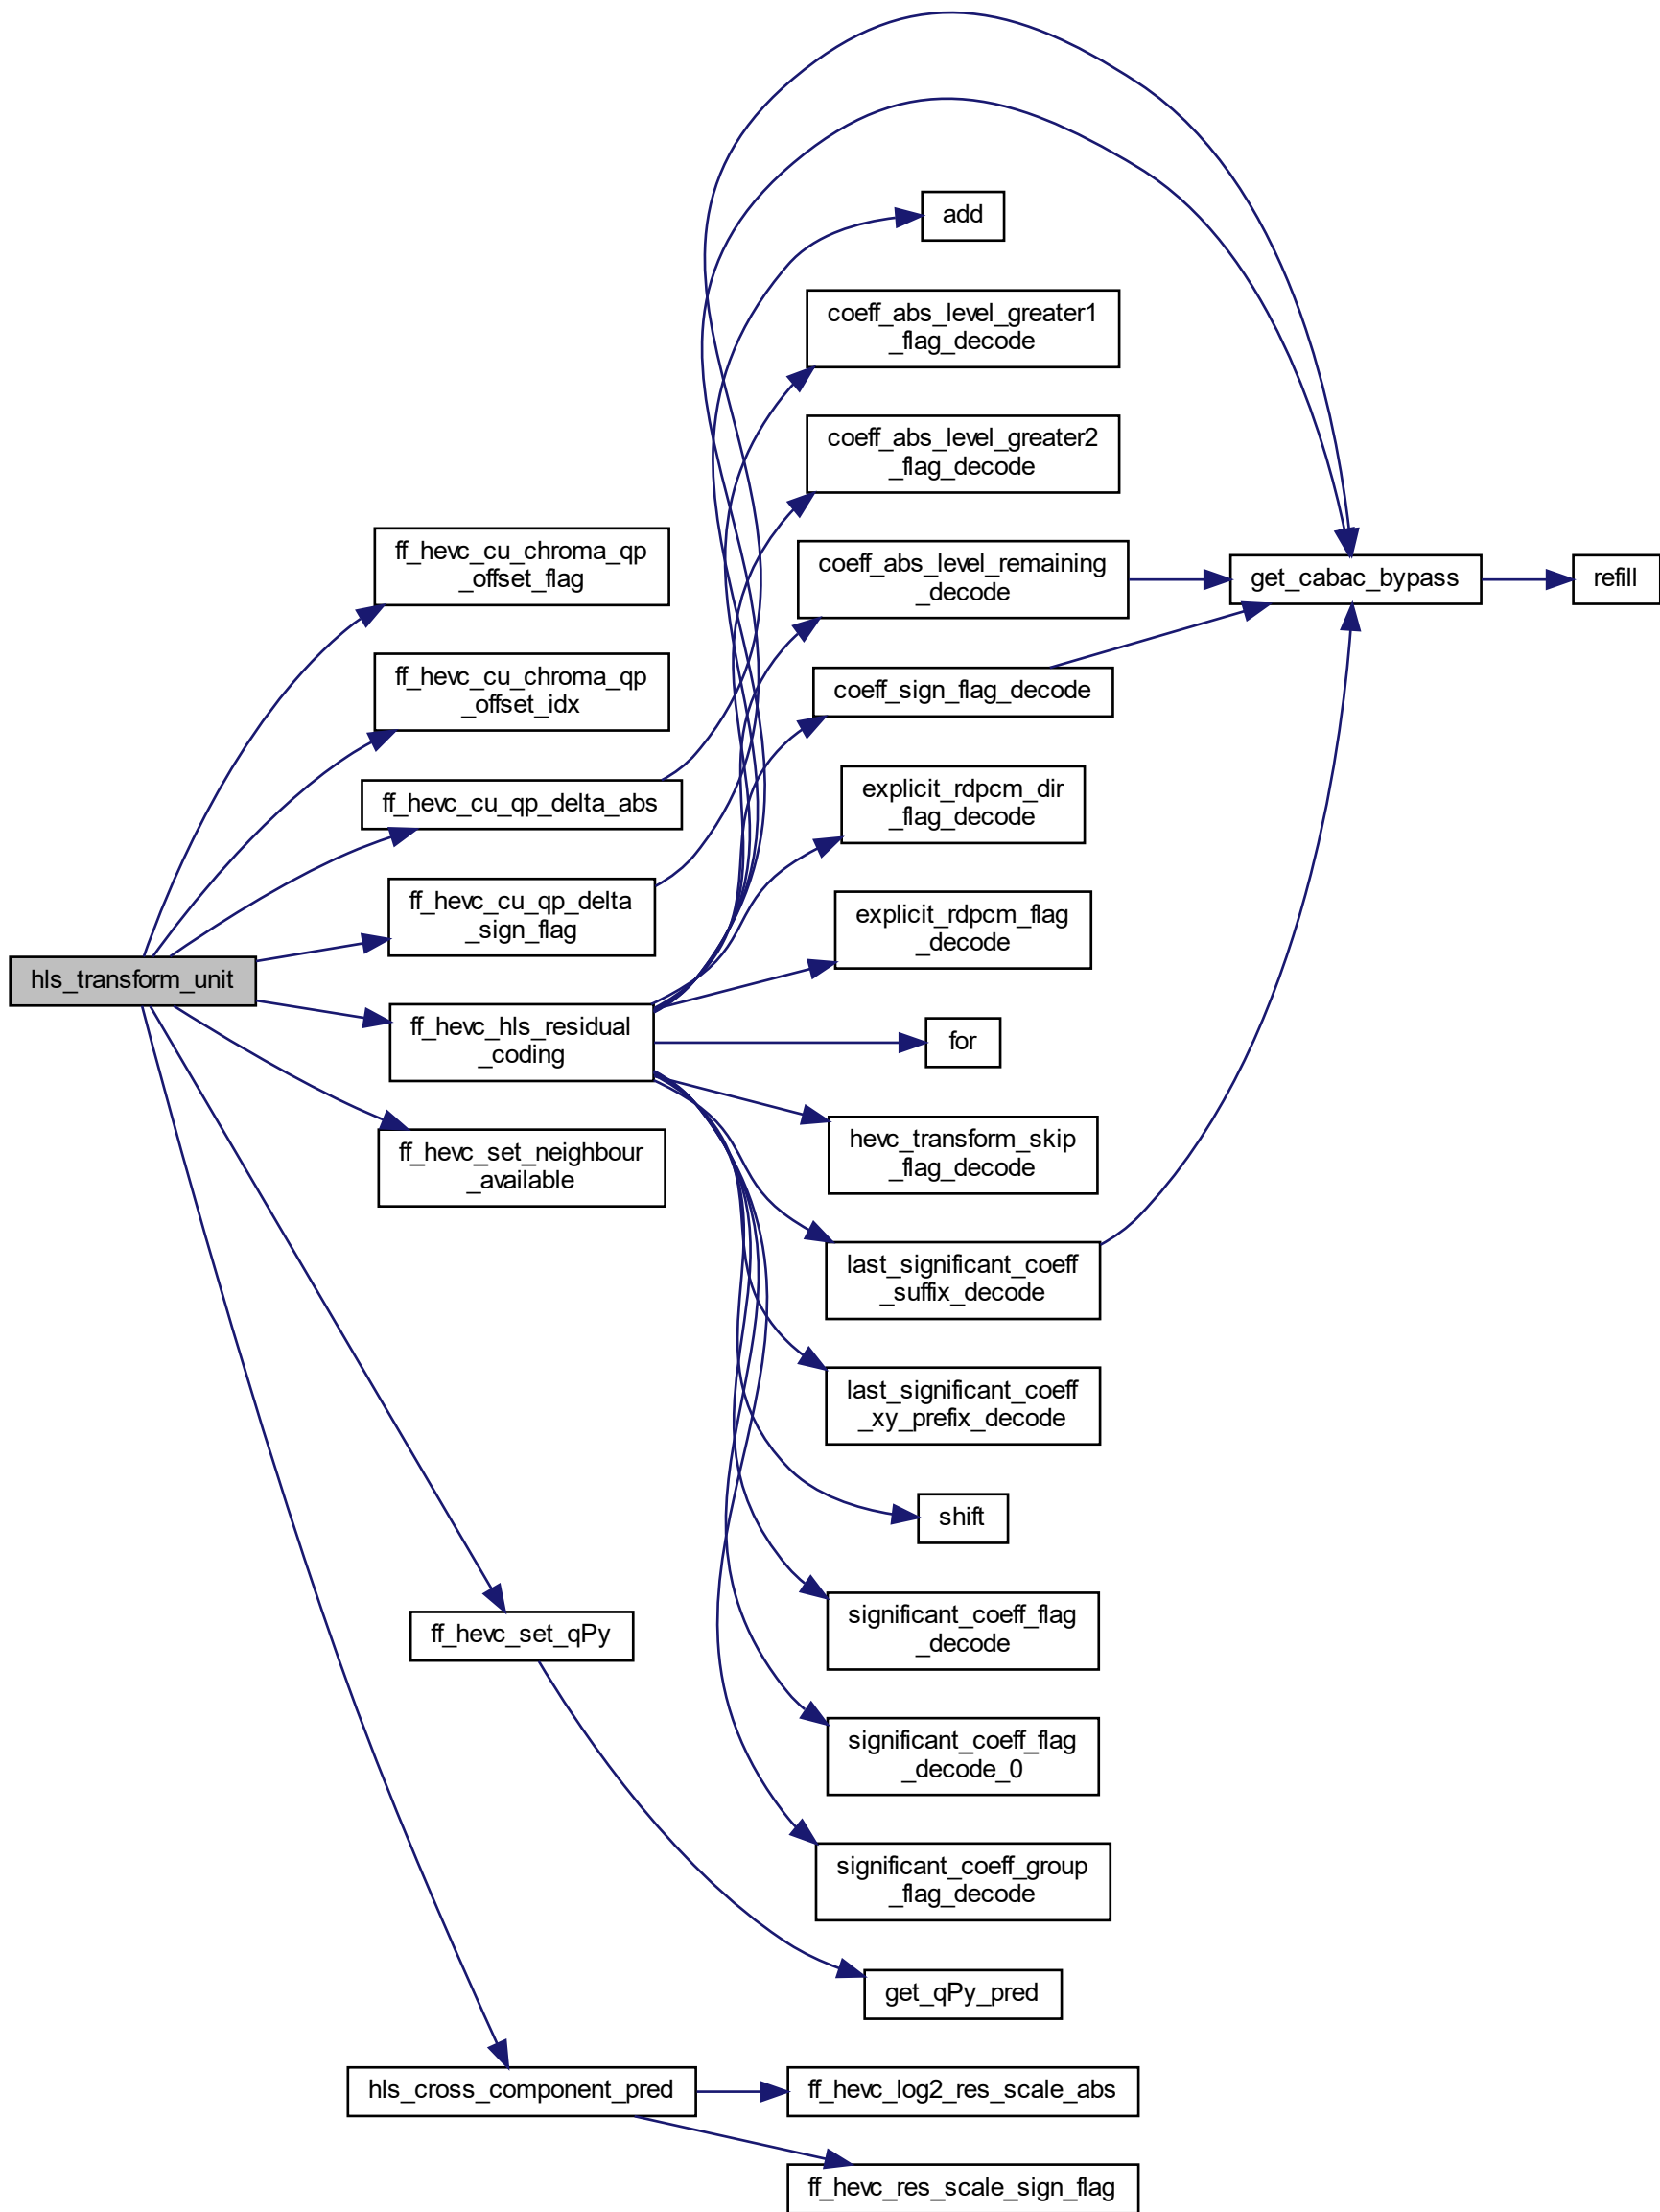 add
coeff_abs_level_greater1
_flag_decode
coeff_abs_level_greater2
_flag_decode
ff_hevc_cu_chroma_qp
_offset_flag
coeff_abs_level_remaining
_decode
get_cabac_bypass
refill
ff_hevc_cu_chroma_qp
_offset_idx
coeff_sign_flag_decode
ff_hevc_cu_qp_delta_abs
explicit_rdpcm_dir
_flag_decode
ff_hevc_cu_qp_delta
_sign_flag
explicit_rdpcm_flag
_decode
hls_transform_unit
ff_hevc_hls_residual
_coding
for
ff_hevc_set_neighbour
_available
hevc_transform_skip
_flag_decode
last_significant_coeff
_suffix_decode
last_significant_coeff
_xy_prefix_decode
shift
ff_hevc_set_qPy
significant_coeff_flag
_decode
significant_coeff_flag
_decode_0
significant_coeff_group
_flag_decode
get_qPy_pred
hls_cross_component_pred
ff_hevc_log2_res_scale_abs
ff_hevc_res_scale_sign_flag